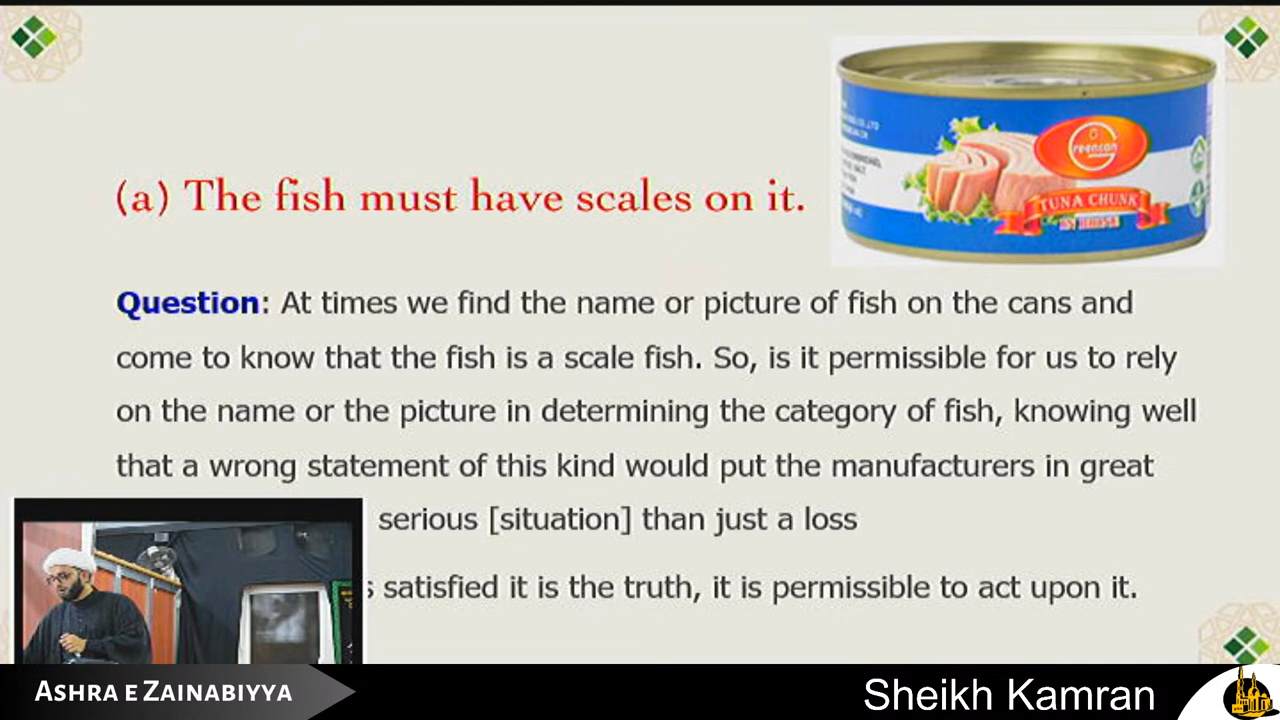 (a) The fish must have scales on it.
Question: At times we find the name or picture of fish on the cans and
come to know that the fish is a scale fish. So, is it permissible for us to rely
on the name or the picture in determining the category of fish, knowing well
that a wrong statement of this kind would put the manufacturers in great
serious [situation] than just a loss
satisfied it is the truth, it is permissible to act upon it.
Greencan
TUNA CHUNK
IN BRINE
ASHRA E ZAINABIYYA
Sheikh Kamran